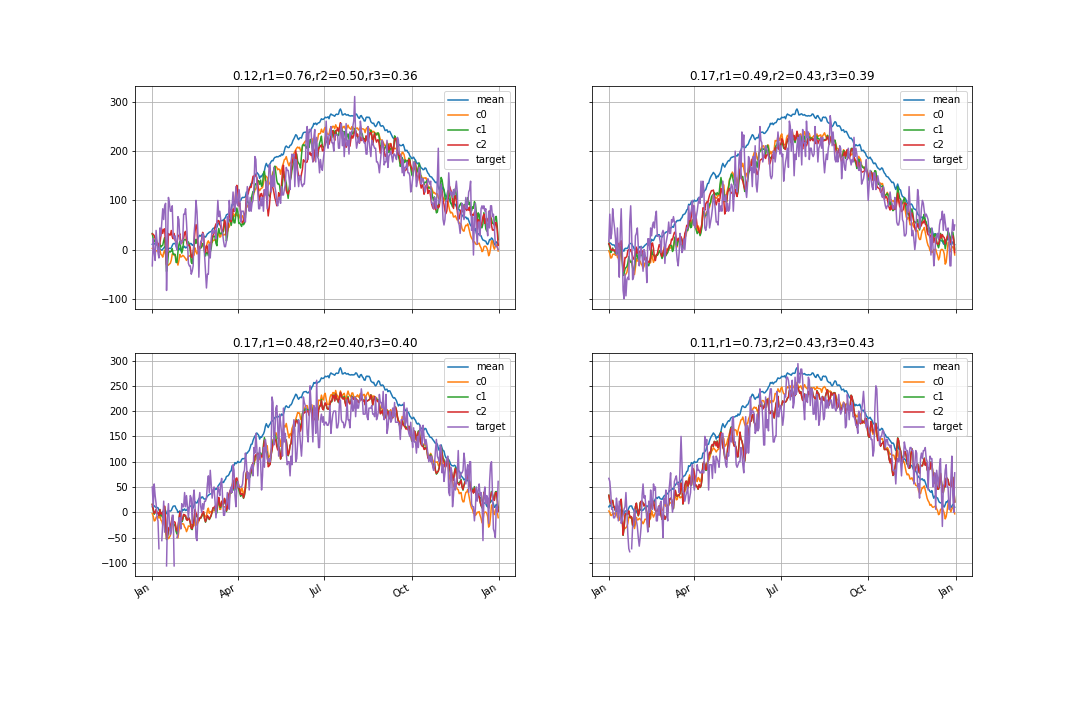 0.12,r1=0.76,r2=0.50,r3=0.36
300
200
100
0
−100
mean
c0
c1
c2
target
0.17,r1=0.49,r2=0.43,r3=0.39
mean
c0
c1
c2
target
0.17,r1=0.48,r2=0.40,r3=0.40
300
250
200
150
100
50
0
−50
−100
mean
c0
c1
c2
target
Jan
Apr
Jul
Oct
Jan
0.11,r1=0.73,r2=0.43,r3=0.43
mean
c0
c1
c2
target
Jan
Apr
Jul
Oct
Jan